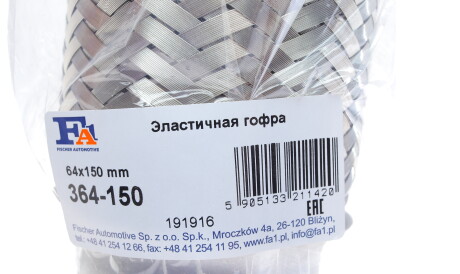 Эластичная гофра
FA1
FISCHER AUTOMOTIVE
64x150 mm
364-150
5 905133 211420
191916
EAC
Fischer Automotive Sp. z o.o. Sp.k., Mroczków 4a, 26-120 Bliżyn,
tel.: +48 41 254 12 66, fax: +48 41 254 11 95, www.fa1.pl, info@fa1.pl